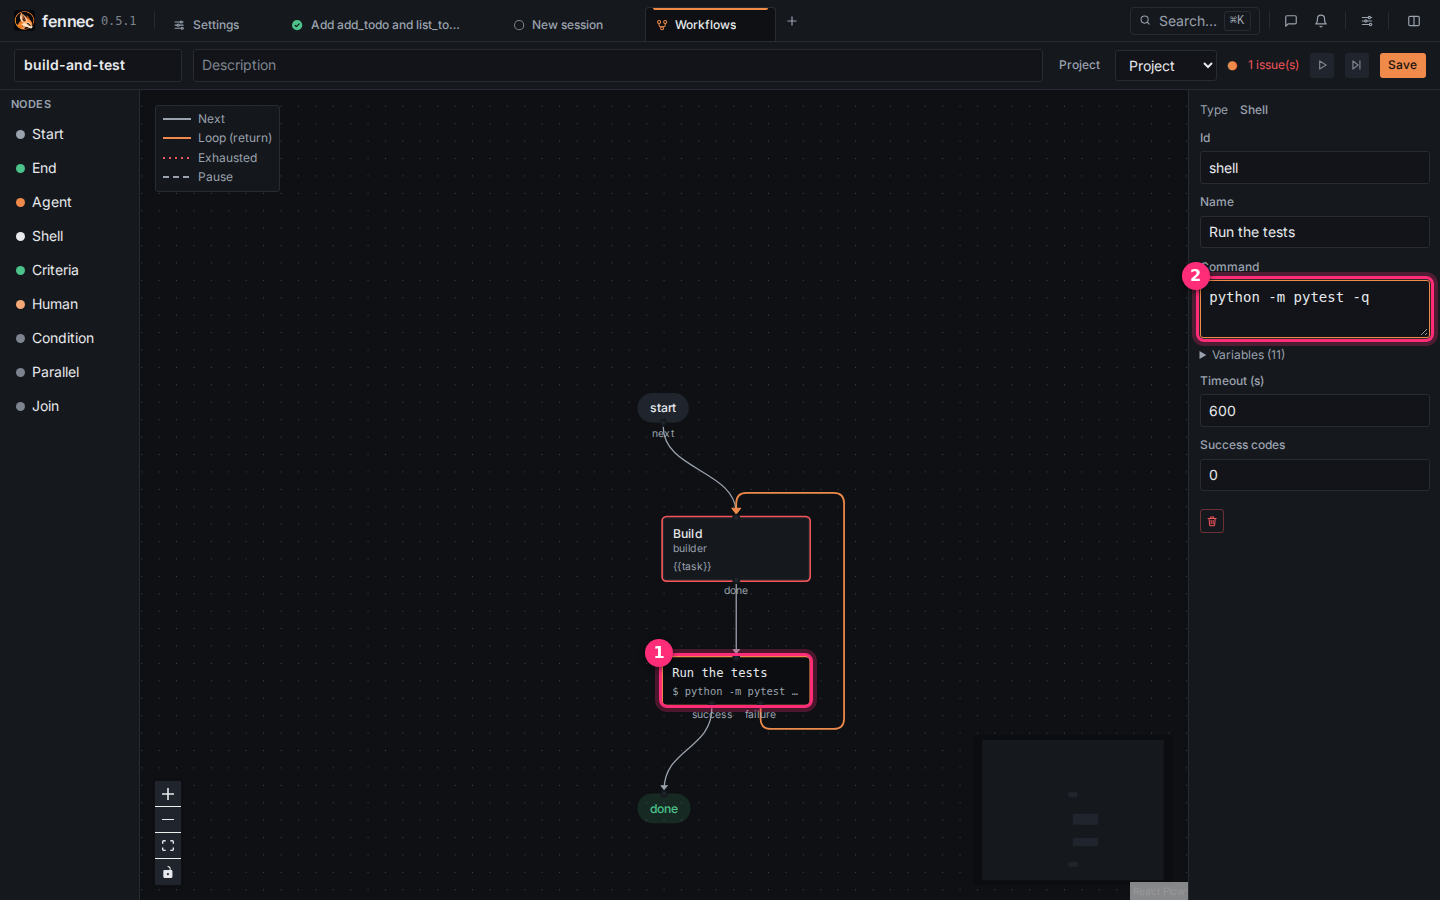 fennec 0.5.1
Settings
Add add_todo and list_to...
New session
Workflows
Search... ⌘K
build-and-test
Description
Project
Project
1 issue(s)
Save
NODES
Start
End
Agent
Shell
Criteria
Human
Condition
Parallel
Join
Next
Loop (return)
Exhausted
Pause
start
next
Build
builder
{{task}}
done
1
Run the tests
$ python -m pytest …
success failure
done
React Flow
Type Shell
Id
shell
Name
Run the tests
Command
2
python -m pytest -q
Variables (11)
Timeout (s)
600
Success codes
0